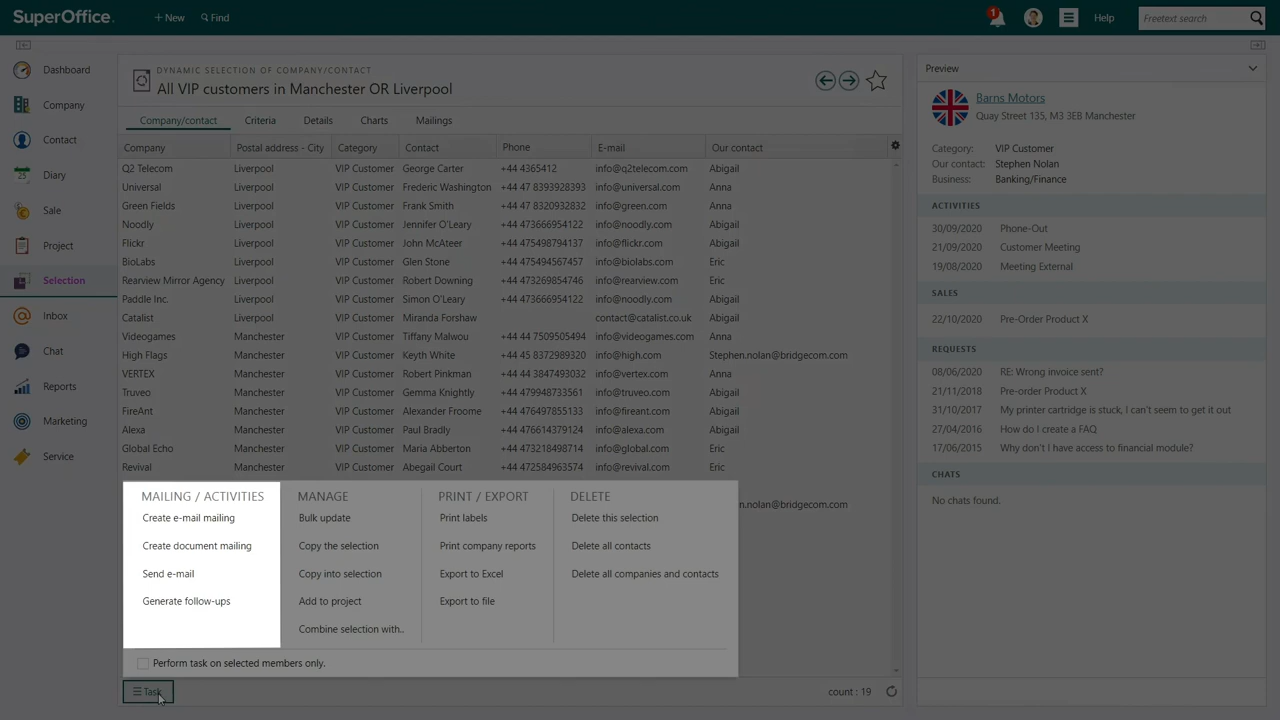 SuperOffice.
+ New
Find
1
Help
Freetext search
Dashboard
Company
Contact
Diary
25
Sale
Project
Selection
Inbox
Chat
Reports
Marketing
Service
DYNAMIC SELECTION OF COMPANY/CONTACT
All VIP customers in Manchester OR Liverpool
Company/contact Criteria Details Charts Mailings
Company Postal address - City Category Contact Phone E-mail Our contact
Q2 Telecom Liverpool VIP Customer George Carter +44 4365412 info@q2telecom.com Abigail
Universal Liverpool VIP Customer Frederic Washington +44 47 8393928393 info@universal.com Anna
Green Fields Liverpool VIP Customer Frank Smith +44 47 8320932832 info@green.com Anna
Noodly Liverpool VIP Customer Jennifer O'Leary +44 473666954122 info@noodly.com Abigail
Flickr Liverpool VIP Customer John McAteer +44 475498794137 info@flickr.com Abigail
BioLabs Liverpool VIP Customer Glen Stone +44 475494567457 info@biolabs.com Eric
Rearview Mirror Agency Liverpool VIP Customer Robert Downing +44 473269854746 info@rearview.com Eric
Paddle Inc. Liverpool VIP Customer Simon O'Leary +44 473666954122 info@noodly.com Abigail
Catalist Liverpool VIP Customer Miranda Forshaw contact@catalist.co.uk Abigail
Videogames Manchester VIP Customer Tiffany Malwou +44 44 7509505494 info@videogames.com Anna
High Flags Manchester VIP Customer Keyth White +44 45 8372989320 info@high.com Stephen.nolan@bridgecom.com
VERTEX Manchester VIP Customer Robert Pinkman +44 44 3847493032 info@vertex.com Anna
Truveo Manchester VIP Customer Gemma Knightly +44 479948733561 info@truveo.com Abigail
FireAnt Manchester VIP Customer Alexander Froome +44 476497855133 info@fireant.com Abigail
Alexa Manchester VIP Customer Paul Bradly +44 476614379124 info@alexa.com Abigail
Global Echo Manchester VIP Customer Maria Abberton +44 473218498714 info@global.com Eric
Revival Manchester VIP Customer Abegail Court +44 472584963574 info@revival.com Eric
n.nolan@bridgecom.com
MAILING / ACTIVITIES MANAGE PRINT / EXPORT DELETE
Create e-mail mailing Bulk update Print labels Delete this selection
Create document mailing Copy the selection Print company reports Delete all contacts
Send e-mail Copy into selection Export to Excel Delete all companies and contacts
Generate follow-ups Add to project Export to file
Combine selection with..
Perform task on selected members only.
Task
count : 19
Preview
Barns Motors
Quay Street 135, M3 3EB Manchester
Category: VIP Customer
Our contact: Stephen Nolan
Business: Banking/Finance
ACTIVITIES
30/09/2020 Phone-Out
21/09/2020 Customer Meeting
19/08/2020 Meeting External
SALES
22/10/2020 Pre-Order Product X
REQUESTS
08/06/2020 RE: Wrong invoice sent?
21/11/2018 Pre-order Product X
31/10/2017 My printer cartridge is stuck, I can't seem to get it out
27/04/2016 How do I create a FAQ
17/06/2015 Why don't I have access to financial module?
CHATS
No chats found.